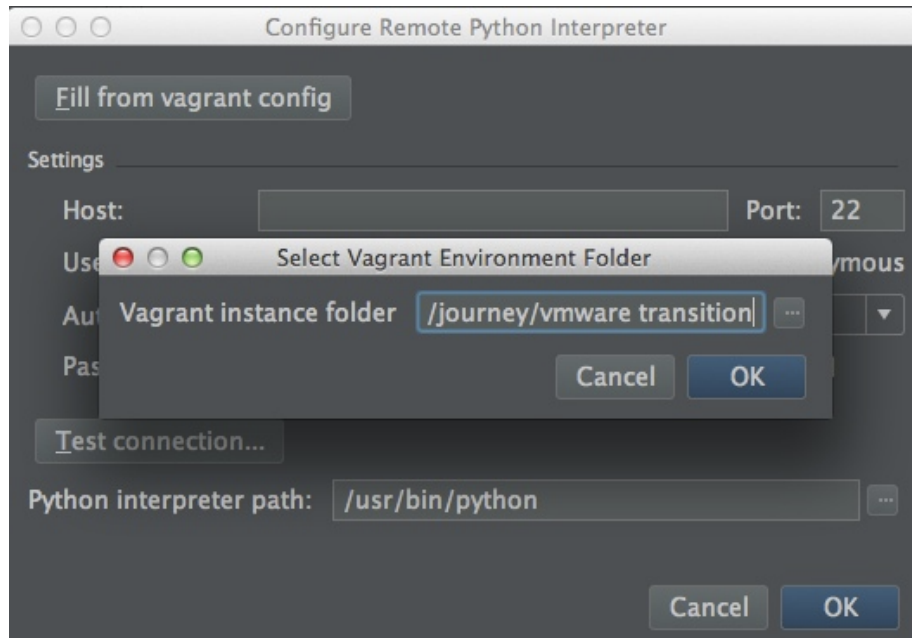 Configure Remote Python Interpreter
Fill from vagrant config
Settings
Host: Port: 22
Select Vagrant Environment Folder
Vagrant instance folder /journey/vmware transition ...
Cancel OK
Test connection...
Python interpreter path: /usr/bin/python ...
Cancel OK